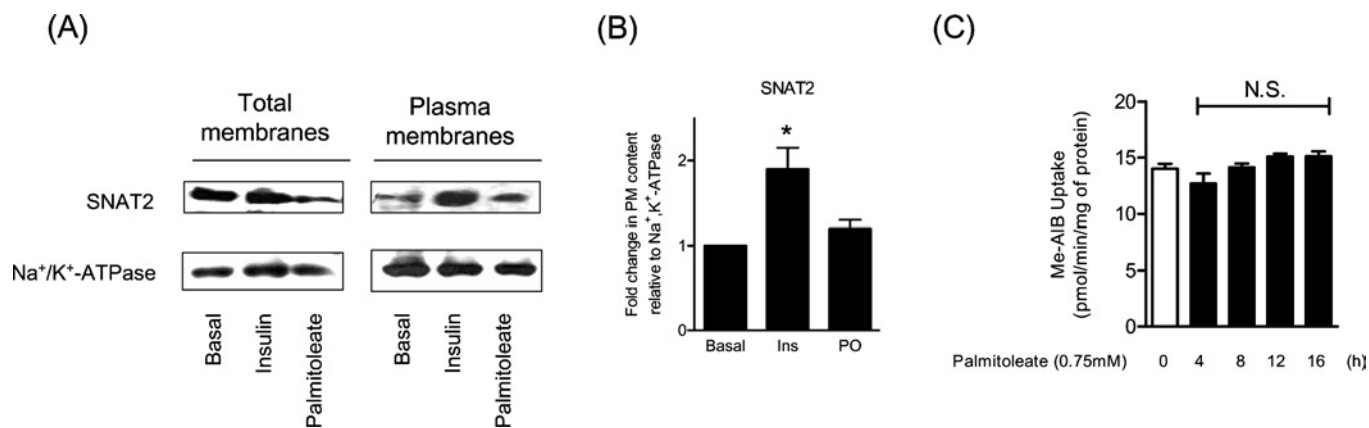 (A)
Total
membranes
Plasma
membranes
SNAT2
Na⁺/K⁺-ATPase
Basal
Insulin
Palmitoleate
Basal
Insulin
Palmitoleate
(B)
SNAT2
Fold change in PM content
relative to Na⁺,K⁺-ATPase
2
1
0
*
Basal Ins PO
(C)
N.S.
Me-AIB Uptake
(pmol/min/mg of protein)
20
15
10
5
0
Palmitoleate (0.75mM) 0 4 8 12 16 (h)